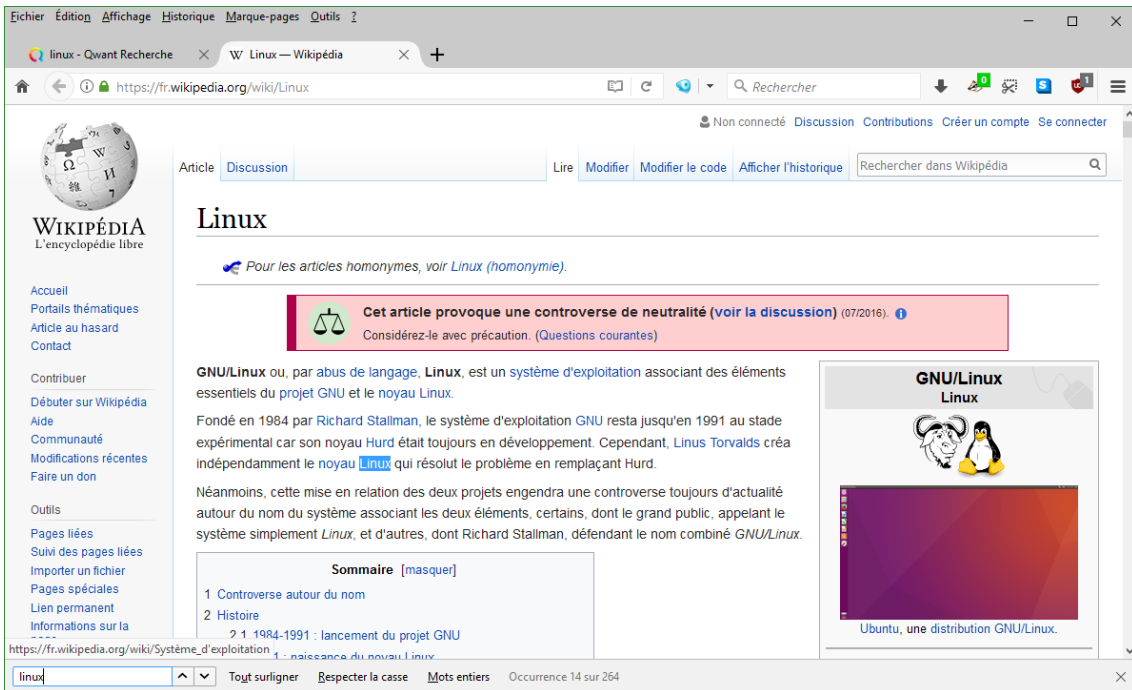 Fichier Édition Affichage Historique Marque-pages Outils ?
linux - Qwant Recherche
W Linux — Wikipédia
https://fr.wikipedia.org/wiki/Linux
Rechercher
0
S
1
Non connecté Discussion Contributions Créer un compte Se connecter
Article Discussion
Lire Modifier Modifier le code Afficher l'historique
Rechercher dans Wikipédia
WIKIPÉDIA
L'encyclopédie libre
Accueil
Portails thématiques
Article au hasard
Contact
Contribuer
Débuter sur Wikipédia
Aide
Communauté
Modifications récentes
Faire un don
Outils
Pages liées
Suivi des pages liées
Importer un fichier
Pages spéciales
Lien permanent
Informations sur la
Linux
Pour les articles homonymes, voir Linux (homonymie).
Cet article provoque une controverse de neutralité (voir la discussion) (07/2016).
Considérez-le avec précaution. (Questions courantes)
GNU/Linux ou, par abus de langage, Linux, est un système d'exploitation associant des éléments
essentiels du projet GNU et le noyau Linux.
Fondé en 1984 par Richard Stallman, le système d'exploitation GNU resta jusqu'en 1991 au stade
expérimental car son noyau Hurd était toujours en développement. Cependant, Linus Torvalds créa
indépendamment le noyau Linux qui résolut le problème en remplaçant Hurd.
Néanmoins, cette mise en relation des deux projets engendra une controverse toujours d'actualité
autour du nom du système associant les deux éléments, certains, dont le grand public, appelant le
système simplement Linux, et d'autres, dont Richard Stallman, défendant le nom combiné GNU/Linux.
Sommaire [masquer]
1 Controverse autour du nom
2 Histoire
2.1 1984-1991 : lancement du projet GNU
1 : naissance du noyau Linux
GNU/Linux
Linux
Ubuntu, une distribution GNU/Linux.
https://fr.wikipedia.org/wiki/Système_d'exploitation
linux
Tout surligner Respecter la casse Mots entiers Occurrence 14 sur 264